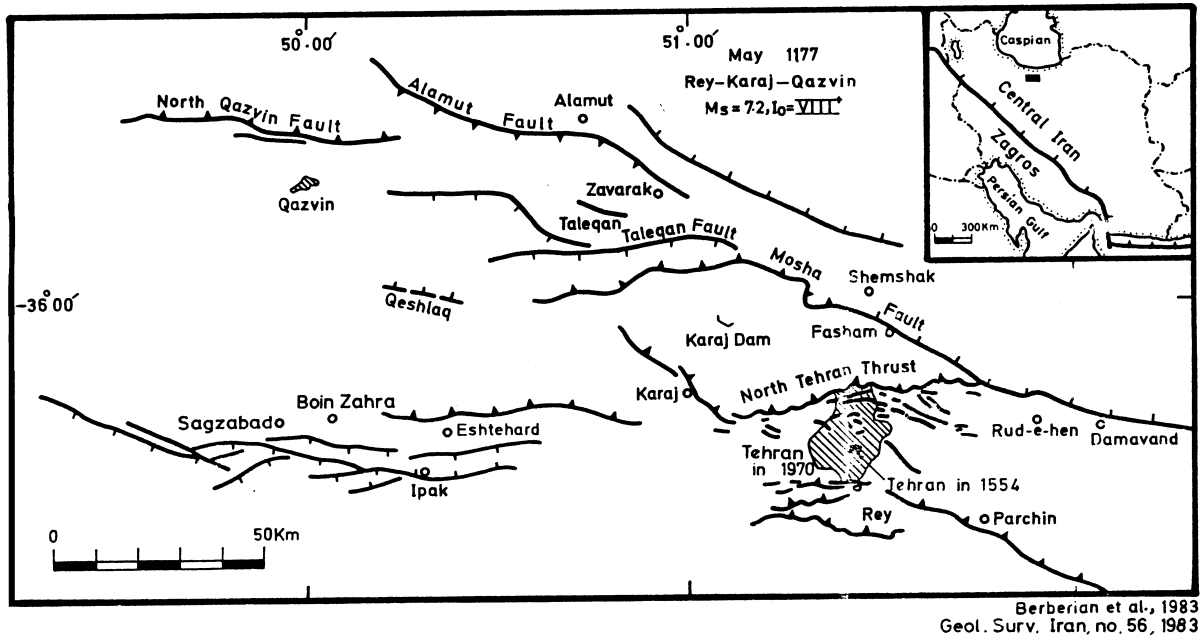 50°00′
51°00′
May 1177
Rey-Karaj-Qazvin
Ms=7.2, Io=VIII+
North Qazvin Fault
Alamut Fault
Alamut
Qazvin
Zavarak
Taleqan
Taleqan Fault
Mosha Fault
Shemshak
36°00′
Qeshlaq
Karaj Dam
Fasham
North Tehran Thrust
Karaj
Boin Zahra
Sagzabad
Eshtehard
Ipak
Rud-e-hen
Damavand
Tehran
in 1970
Tehran in 1554
Rey
Parchin
0 50Km
Caspian
Central Iran
Zagros
Persian Gulf
0 300Km
Berberian et al., 1983
Geol. Surv. Iran, no. 56, 1983